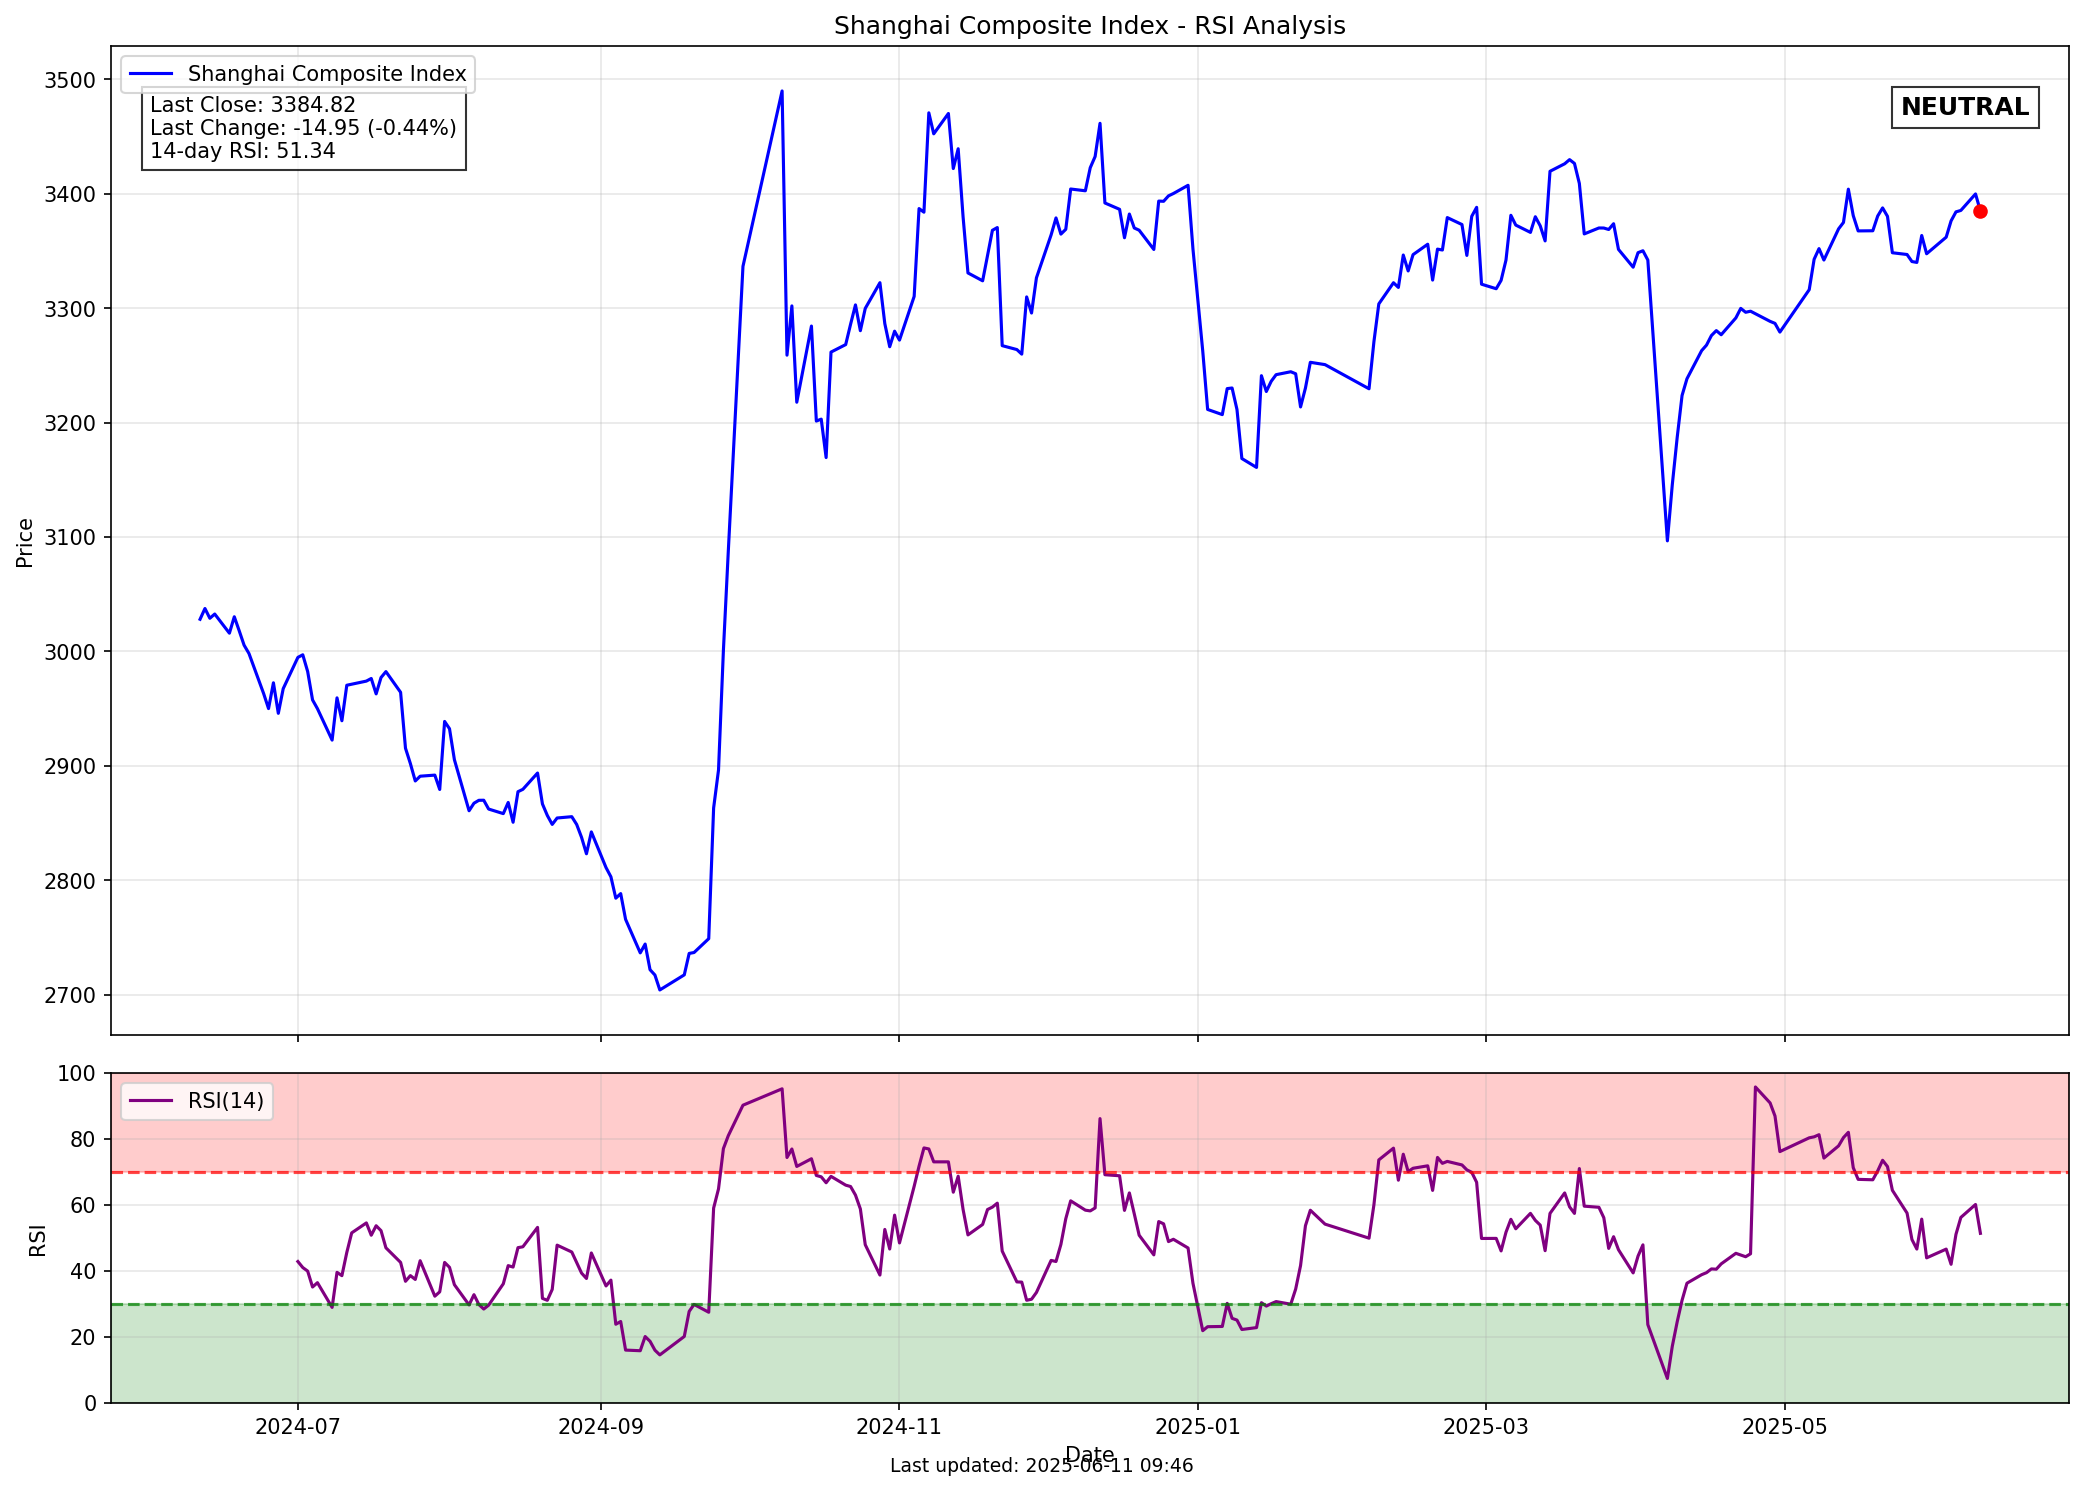 Shanghai Composite Index - RSI Analysis
Shanghai Composite Index
Last Close: 3384.82
Last Change: -14.95 (-0.44%)
14-day RSI: 51.34
NEUTRAL
Price
3500
3400
3300
3200
3100
3000
2900
2800
2700
RSI(14)
RSI
100
80
60
40
20
0
2024-07
2024-09
2024-11
2025-01
2025-03
2025-05
Date
Last updated: 2025-06-11 09:46